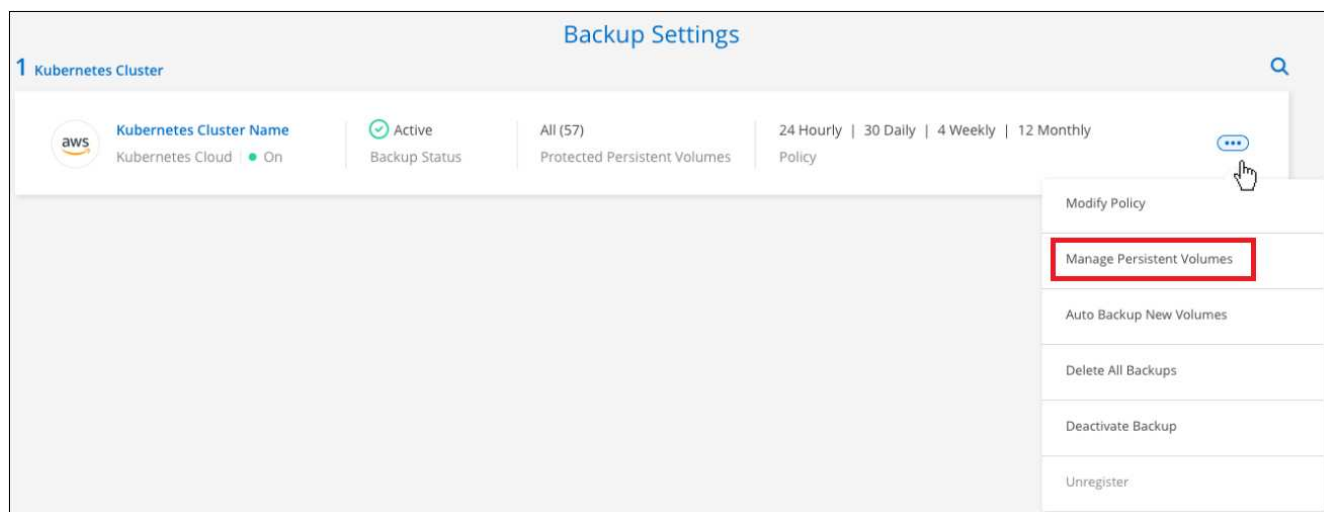 Backup Settings
1 Kubernetes Cluster
aws
Kubernetes Cluster Name
Kubernetes Cloud | On
Active
Backup Status
All (57)
Protected Persistent Volumes
24 Hourly | 30 Daily | 4 Weekly | 12 Monthly
Policy
Modify Policy
Manage Persistent Volumes
Auto Backup New Volumes
Delete All Backups
Deactivate Backup
Unregister